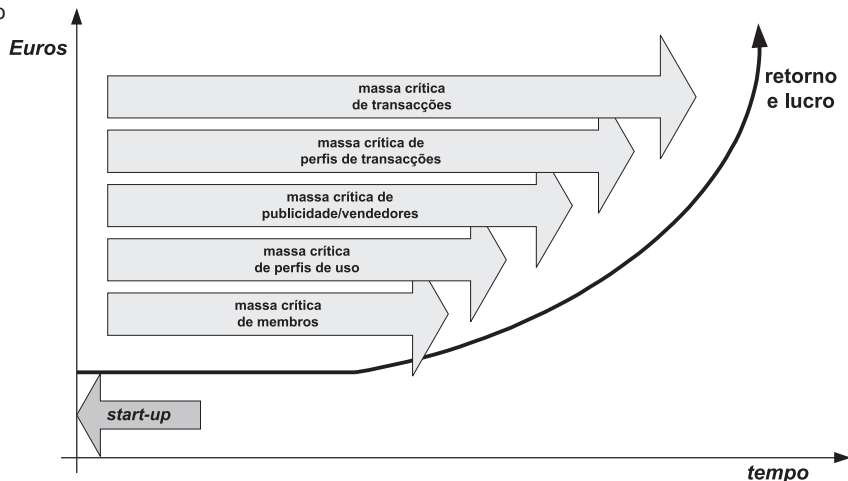 o
Euros
massa crítica
de transacções
retorno
e lucro
massa crítica de
perfis de transacções
massa crítica de
publicidade/vendedores
massa crítica
de perfis de uso
massa crítica
de membros
start-up
tempo